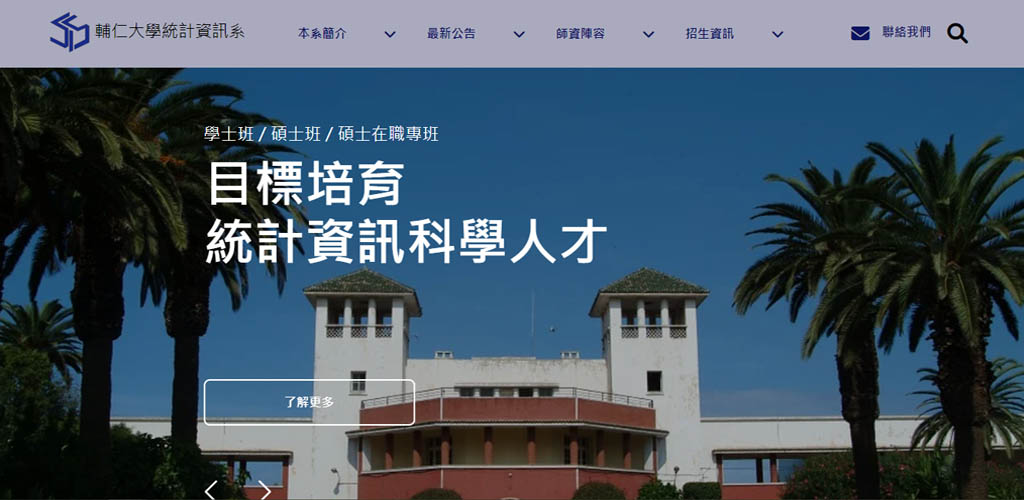 輔仁大學統計資訊系
本系簡介
最新公告
師資陣容
招生資訊
聯絡我們
學士班 / 碩士班 / 碩士在職專班
目標培育
統計資訊科學人才
了解更多